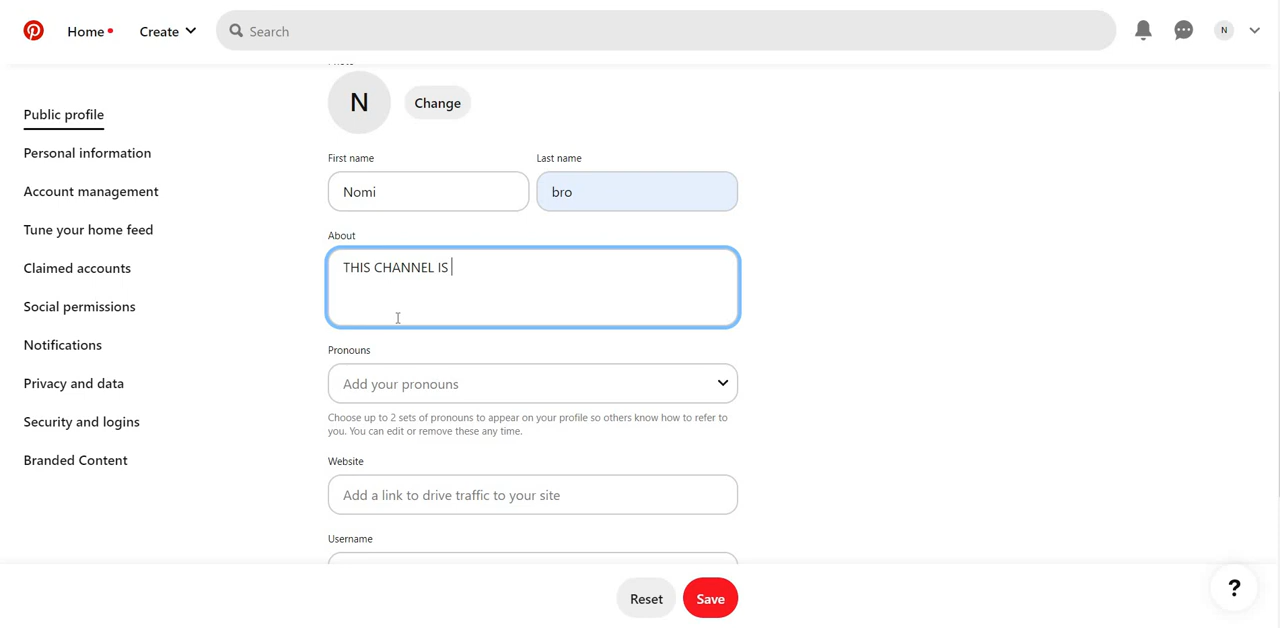 Home
Create
Search
N
Public profile
Personal information
Account management
Tune your home feed
Claimed accounts
Social permissions
Notifications
Privacy and data
Security and logins
Branded Content
N
Change
First name
Last name
Nomi
bro
About
THIS CHANNEL IS
Pronouns
Add your pronouns
Choose up to 2 sets of pronouns to appear on your profile so others know how to refer to
you. You can edit or remove these any time.
Website
Add a link to drive traffic to your site
Username
Reset
Save
?